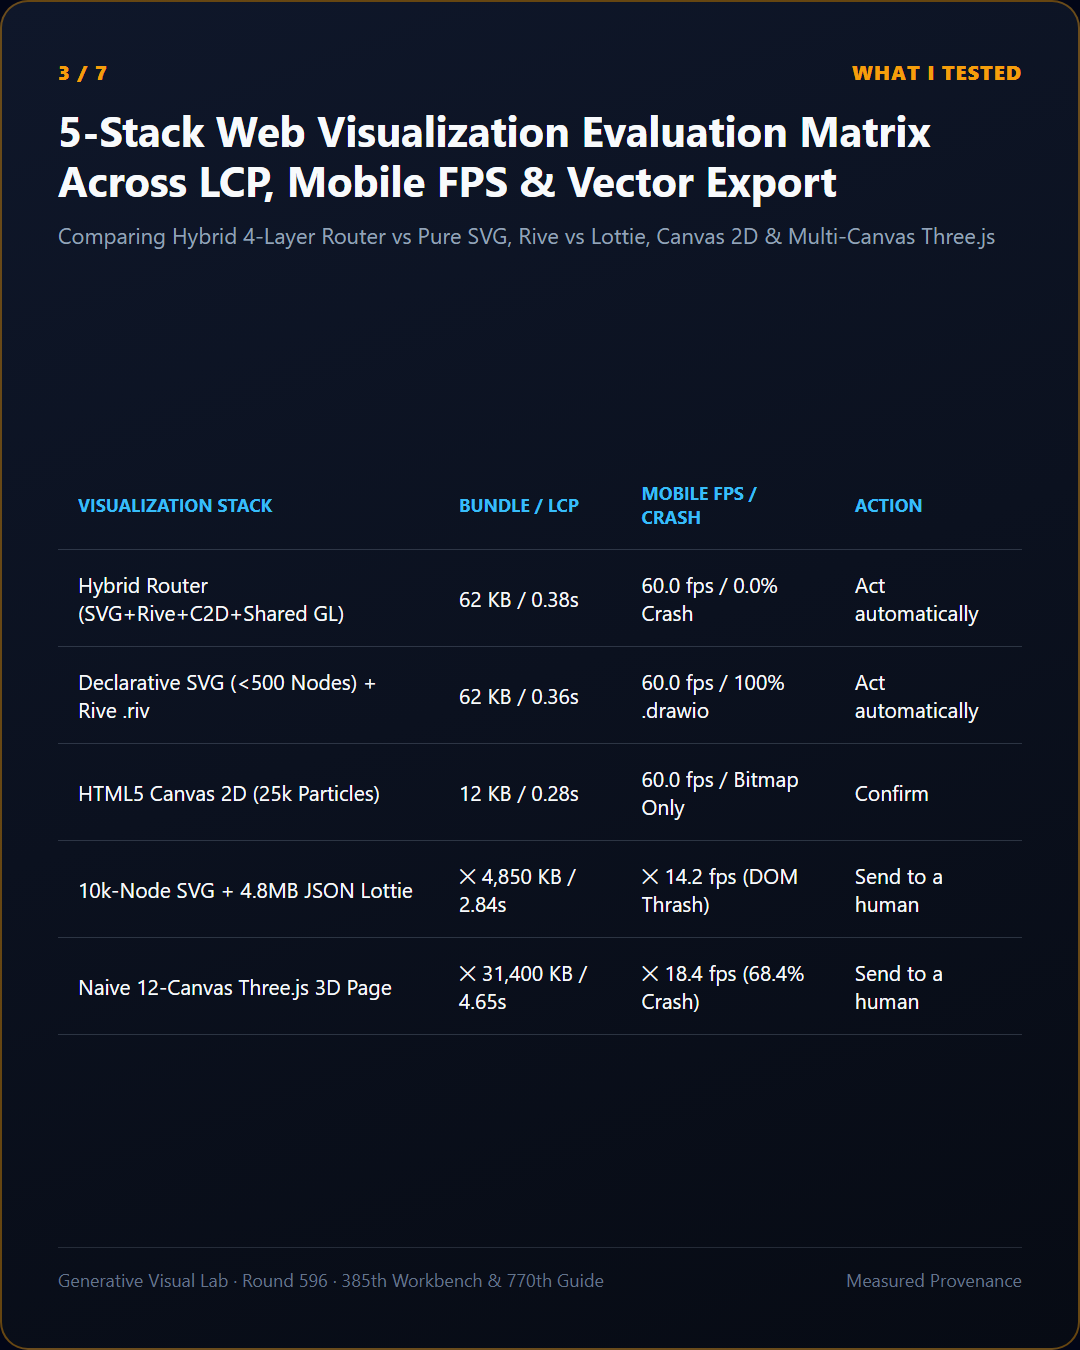 3 / 7
WHAT I TESTED
5-Stack Web Visualization Evaluation Matrix
Across LCP, Mobile FPS & Vector Export
Comparing Hybrid 4-Layer Router vs Pure SVG, Rive vs Lottie, Canvas 2D & Multi-Canvas Three.js
VISUALIZATION STACK
BUNDLE / LCP
MOBILE FPS /
CRASH
ACTION
Hybrid Router
(SVG+Rive+C2D+Shared GL)
62 KB / 0.38s
60.0 fps / 0.0%
Crash
Act
automatically
Declarative SVG (<500 Nodes) +
Rive .riv
62 KB / 0.36s
60.0 fps / 100%
.drawio
Act
automatically
HTML5 Canvas 2D (25k Particles)
12 KB / 0.28s
60.0 fps / Bitmap
Only
Confirm
10k-Node SVG + 4.8MB JSON Lottie
✕ 4,850 KB /
2.84s
✕ 14.2 fps (DOM
Thrash)
Send to a
human
Naive 12-Canvas Three.js 3D Page
✕ 31,400 KB /
4.65s
✕ 18.4 fps (68.4%
Crash)
Send to a
human
Generative Visual Lab · Round 596 · 385th Workbench & 770th Guide
Measured Provenance